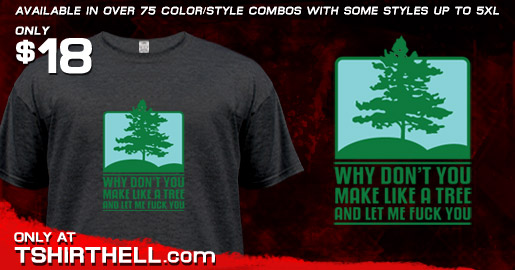 AVAILABLE IN OVER 75 COLOR/STYLE COMBOS WITH SOME STYLES UP TO 5XL
ONLY
$18
WHY DON'T YOU
MAKE LIKE A TREE
AND LET ME FUCK YOU
WHY DON'T YOU
MAKE LIKE A TREE
AND LET ME FUCK YOU
ONLY AT
TSHIRTHELL.com